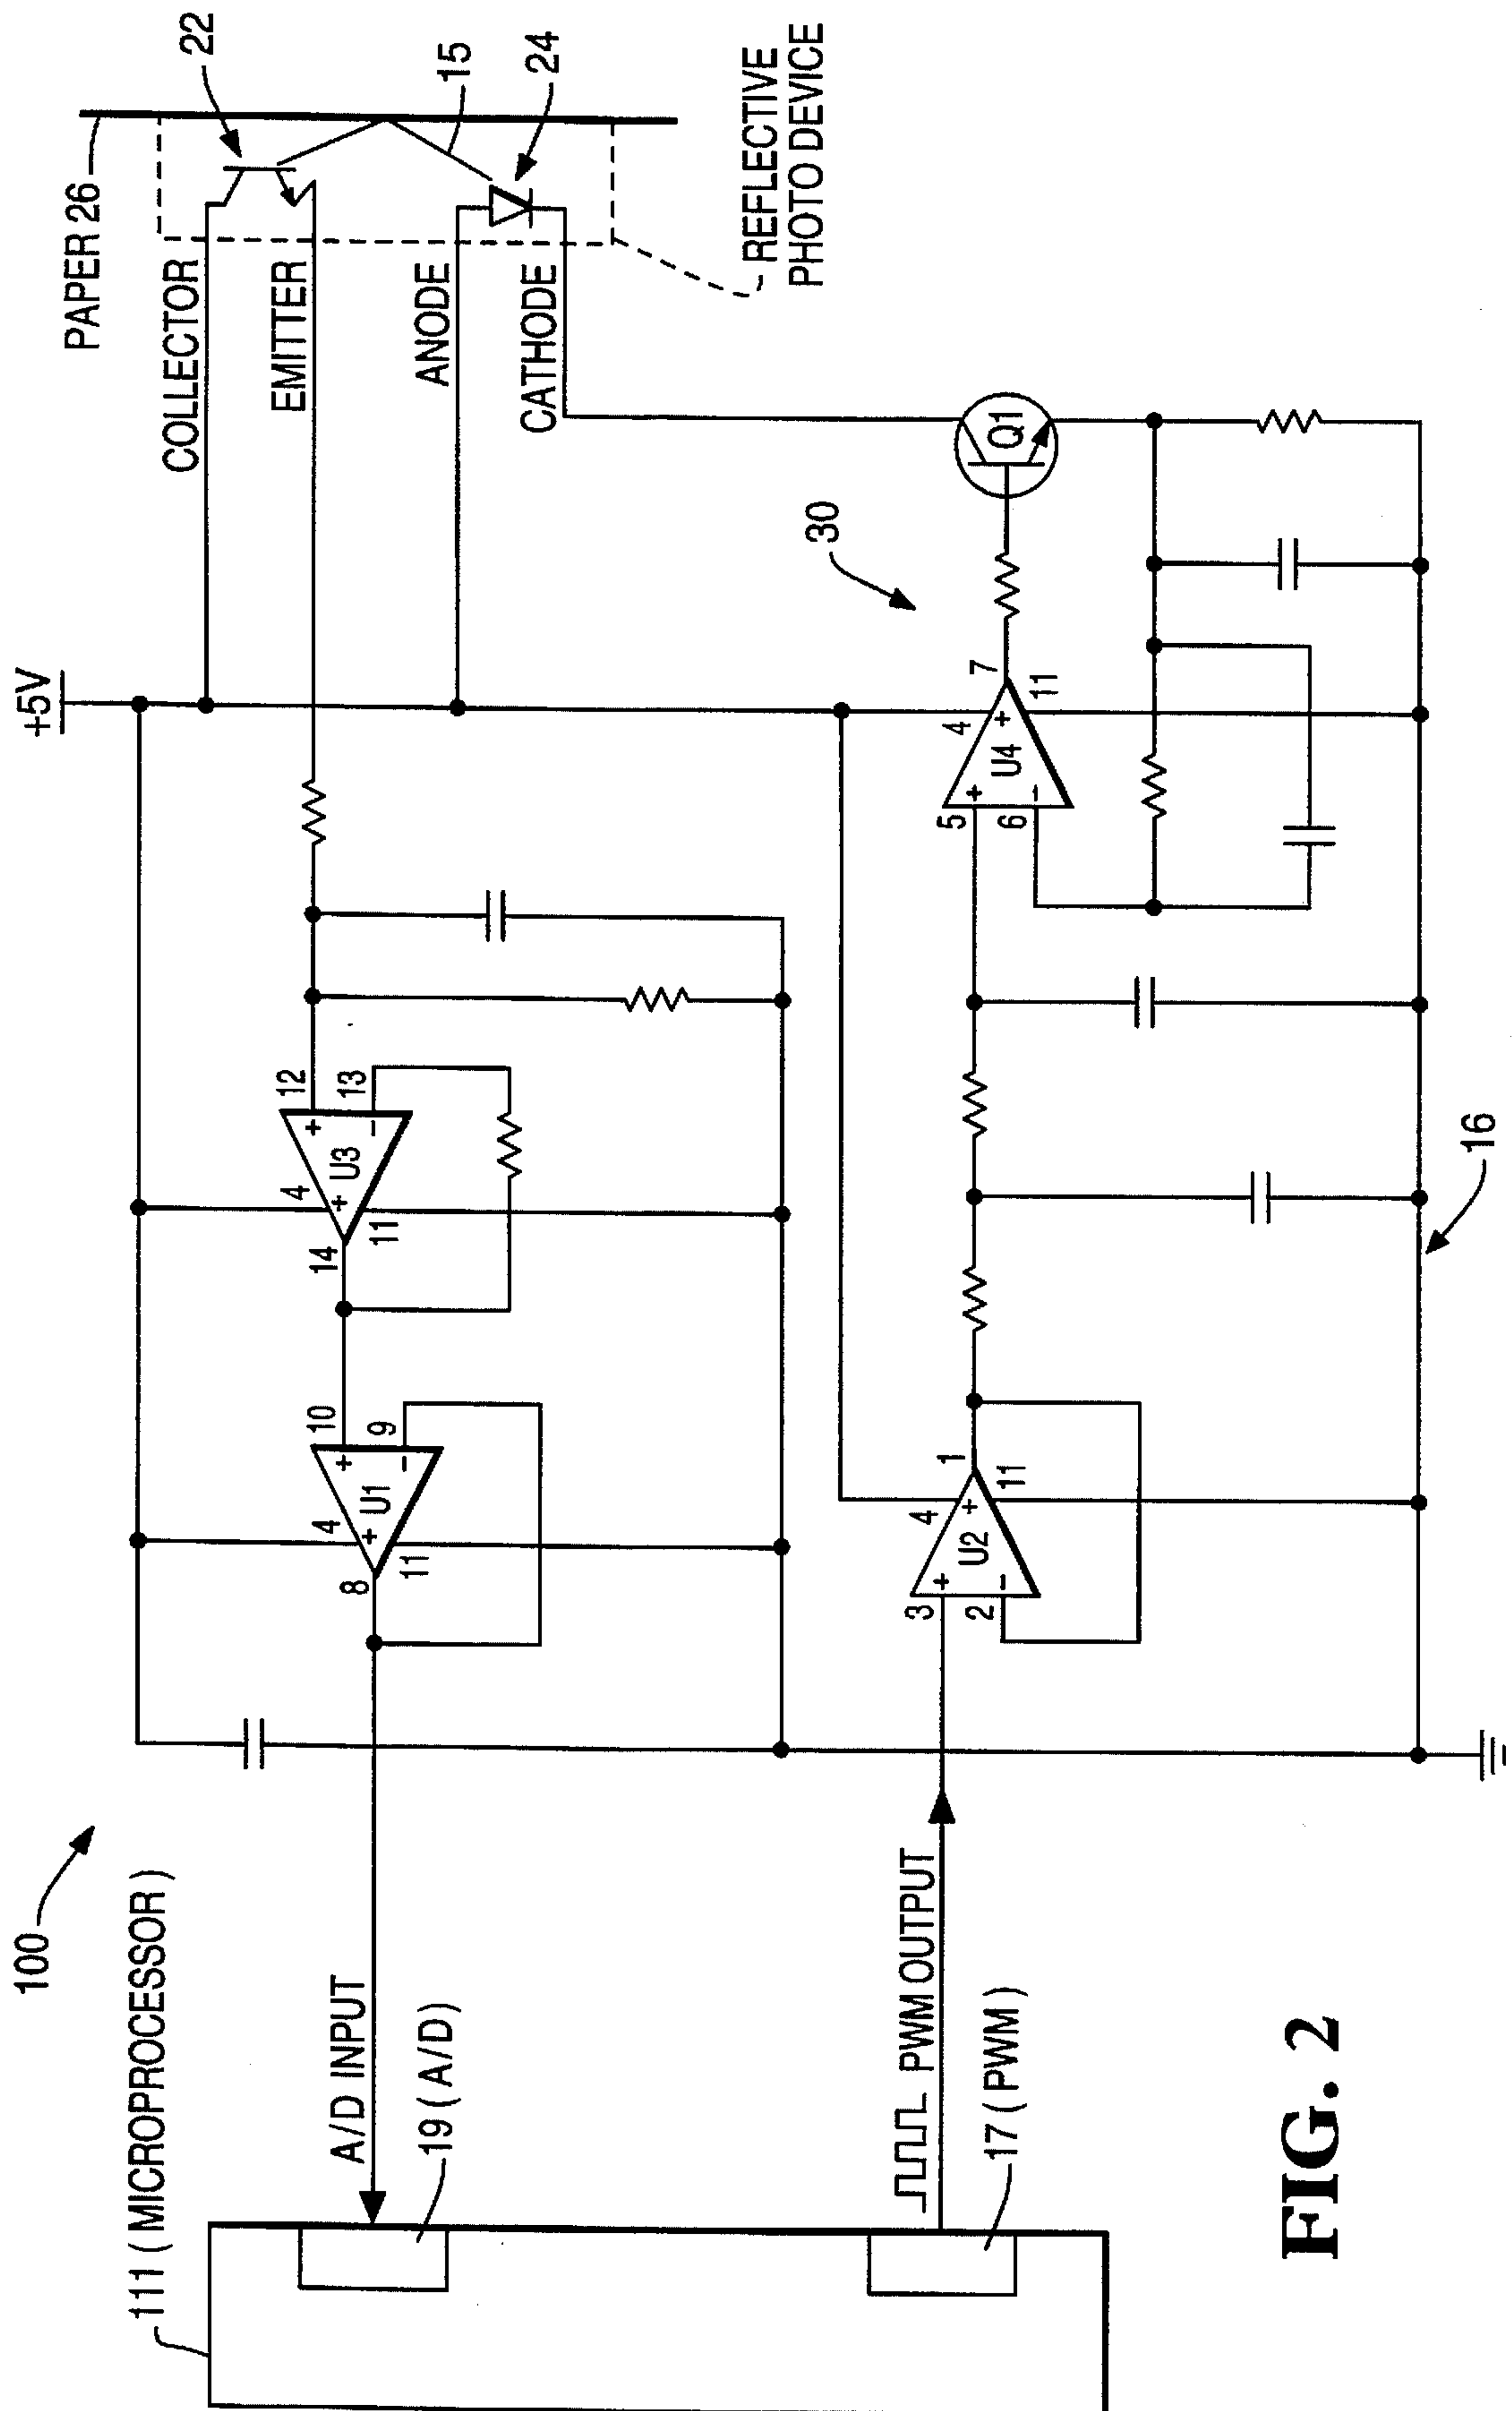 100
111 ( MICROPROCESSOR )
A/D INPUT
19 ( A/D )
PWM OUTPUT
17 ( PWM )
+5V
PAPER 26
22
COLLECTOR
EMITTER
15
24
ANODE
CATHODE
REFLECTIVE
PHOTO DEVICE
8
4
+
U1
11
+
-
10
9
14
4
+
U3
11
+
-
12
13
3
2
+
-
U2
4
+
1
11
5
6
+
-
U4
4
+
7
11
30
Q1
16
FIG. 2